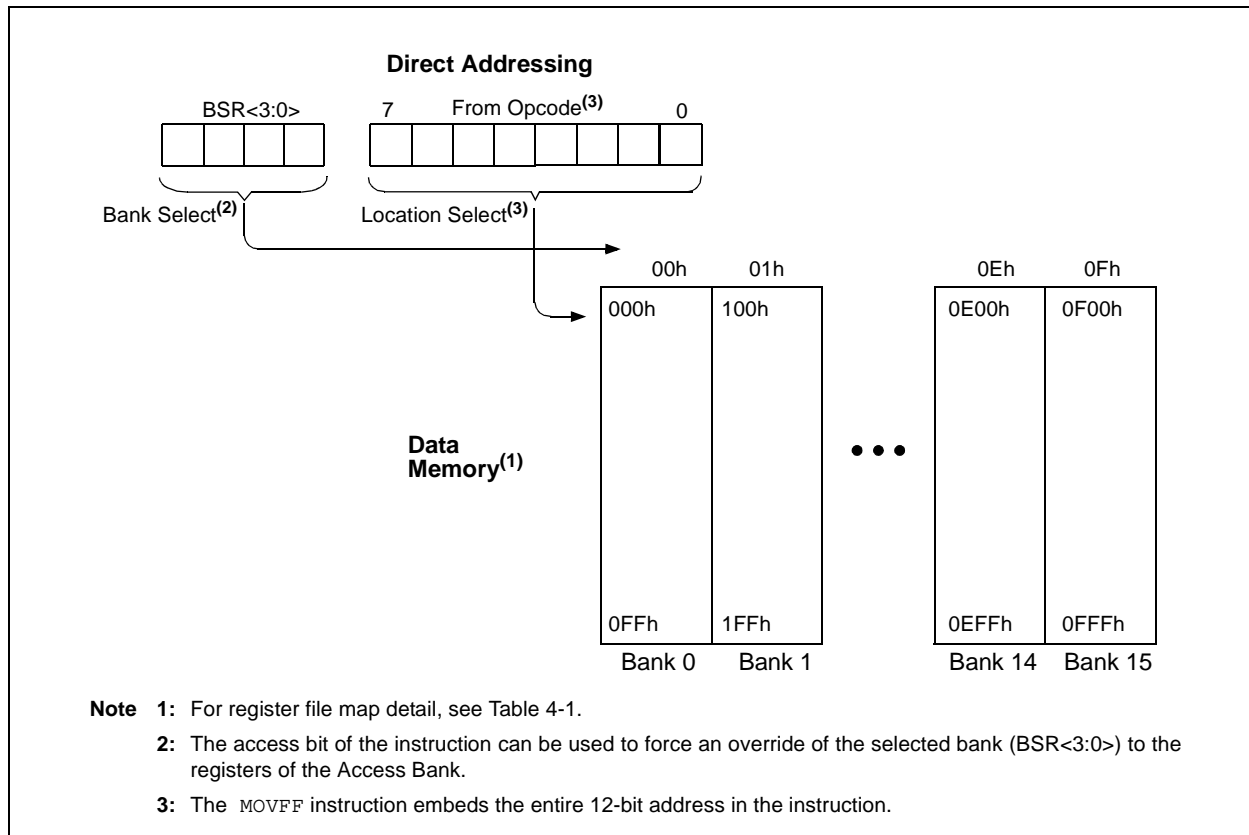 Direct Addressing
BSR<3:0> 7 From Opcode(3) 0
Bank Select(2) Location Select(3)
00h 01h 0Eh 0Fh
000h 100h 0E00h 0F00h
Data
Memory(1)
0FFh 1FFh 0EFFh 0FFFh
Bank 0 Bank 1 Bank 14 Bank 15
Note 1: For register file map detail, see Table 4-1.
2: The access bit of the instruction can be used to force an override of the selected bank (BSR<3:0>) to the
registers of the Access Bank.
3: The MOVFF instruction embeds the entire 12-bit address in the instruction.